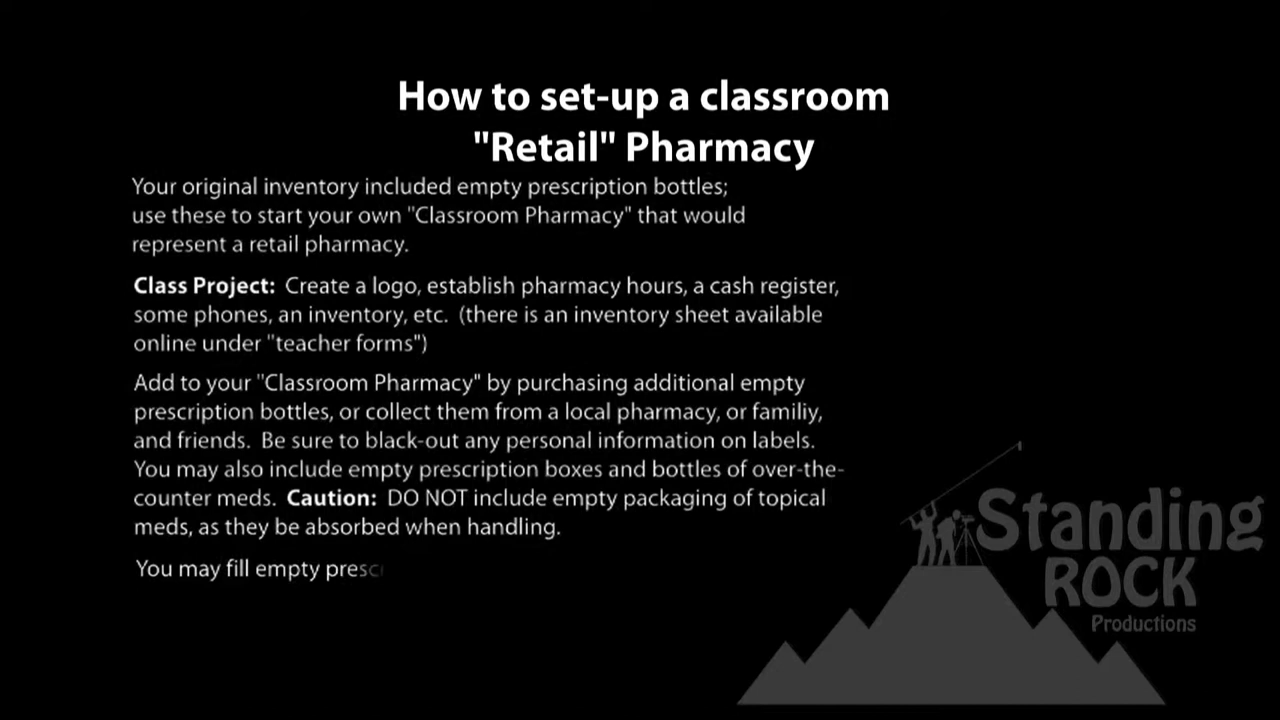 How to set-up a classroom
"Retail" Pharmacy
Your original inventory included empty prescription bottles;
use these to start your own "Classroom Pharmacy" that would
represent a retail pharmacy.
Class Project:  Create a logo, establish pharmacy hours, a cash register,
some phones, an inventory, etc.  (there is an inventory sheet available
online under "teacher forms")
Add to your "Classroom Pharmacy" by purchasing additional empty
prescription bottles, or collect them from a local pharmacy, or familiy,
and friends.  Be sure to black-out any personal information on labels.
You may also include empty prescription boxes and bottles of over-the-
counter meds.  Caution:  DO NOT include empty packaging of topical
meds, as they be absorbed when handling.
You may fill empty
Standing
ROCK
Productions